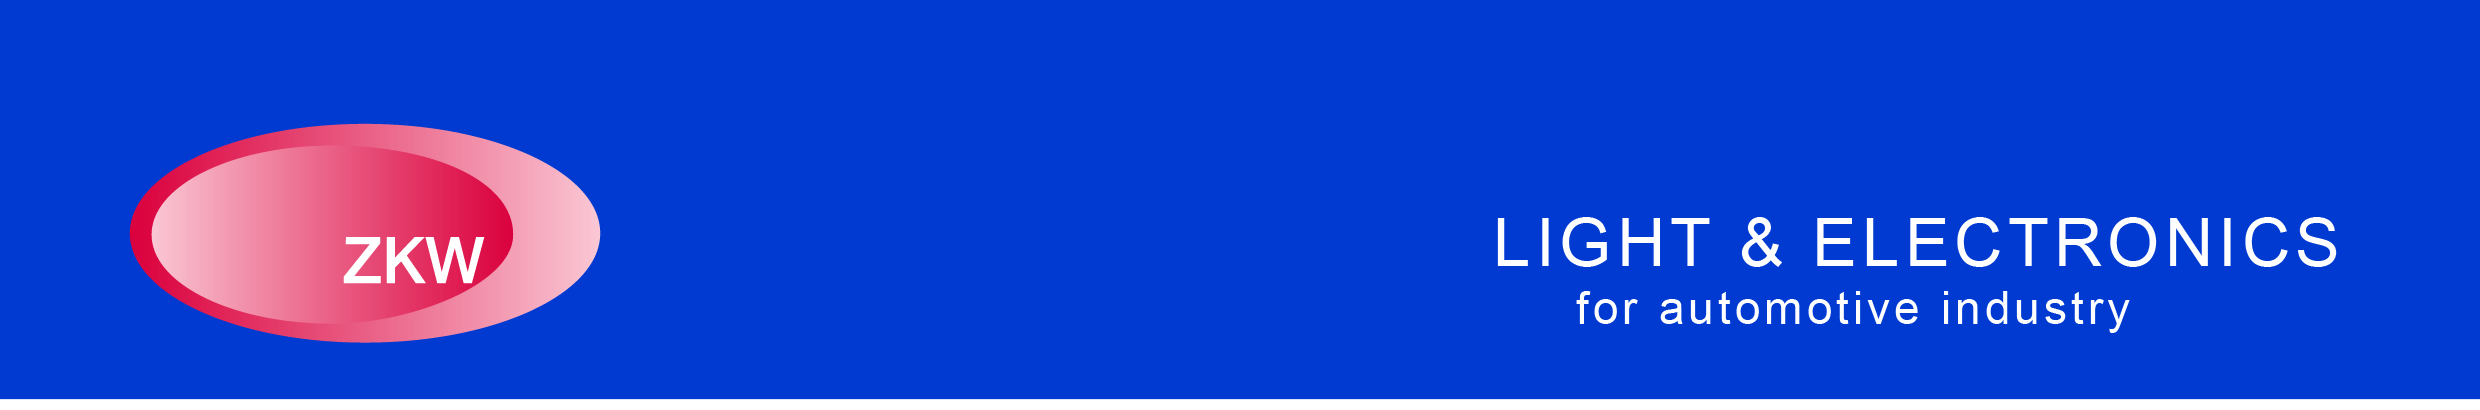 ZKW
LIGHT & ELECTRONICS
for automotive industry